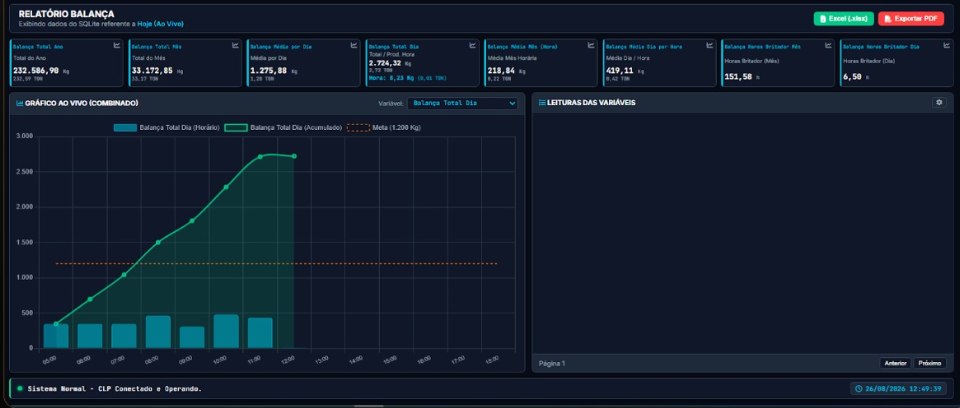 RELATÓRIO BALANÇA
Exibindo dados do SQLite referente a Hoje (Ao Vivo)
Excel (.xlsx)
Exportar PDF
Balança Total Ano
Total do Ano
232.586,90 Kg
232,59 TON
Balança Total Mês
Total do Mês
33.172,85 Kg
33,17 TON
Balança Média por Dia
Média por Dia
1.275,88 Kg
1,28 TON
Balança Total Dia
Total / Prod. Hora
2.724,32 Kg
2,72 TON
Hora: 8,23 Kg (0,01 TON)
Balança Média Mês (Hora)
Média Mês Horária
218,84 Kg
0,22 TON
Balança Média Dia por Hora
Média Dia / Hora
419,11 Kg
0,42 TON
Balança Horas Britador Mês
Horas Britador (Mês)
151,58 h
Balança Horas Britador Dia
Horas Britador (Dia)
6,50 h
GRÁFICO AO VIVO (COMBINADO)
Variável:
Balança Total Dia
Balança Total Dia (Horário)
Balança Total Dia (Acumulado)
Meta (1.200 Kg)
3.000
2.500
2.000
1.500
1.000
500
0
05:00
06:00
07:00
08:00
09:00
10:00
11:00
12:00
13:00
14:00
15:00
16:00
17:00
18:00
LEITURAS DAS VARIÁVEIS
Página 1
Anterior
Próximo
Sistema Normal - CLP Conectado e Operando.
26/08/2026 12:49:39